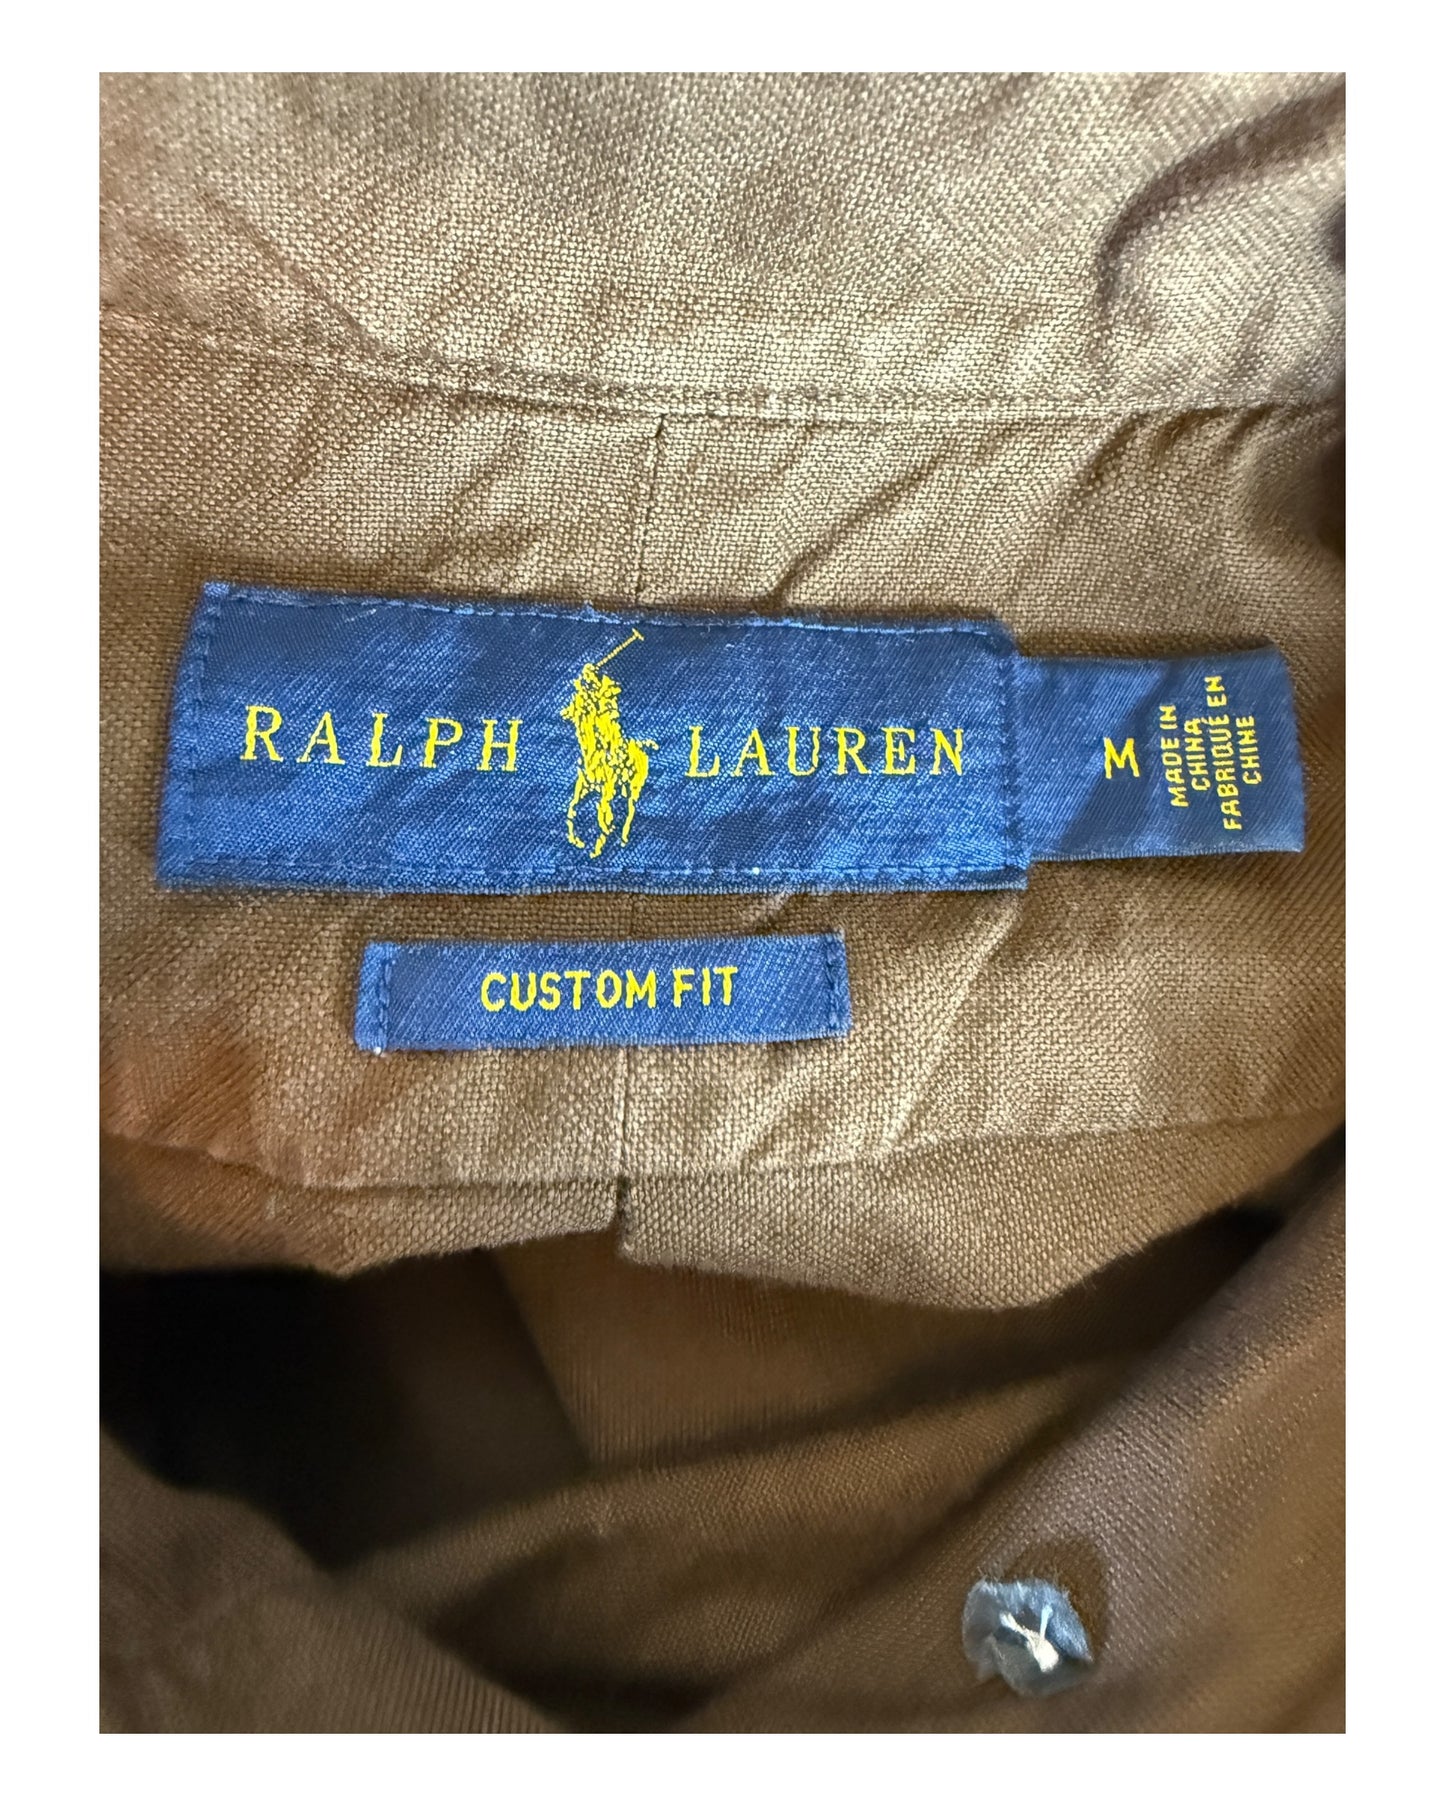 RALPH LAUREN
M
MADE IN
CHINA
FABRIQUÉ EN
CHINE
CUSTOM FIT